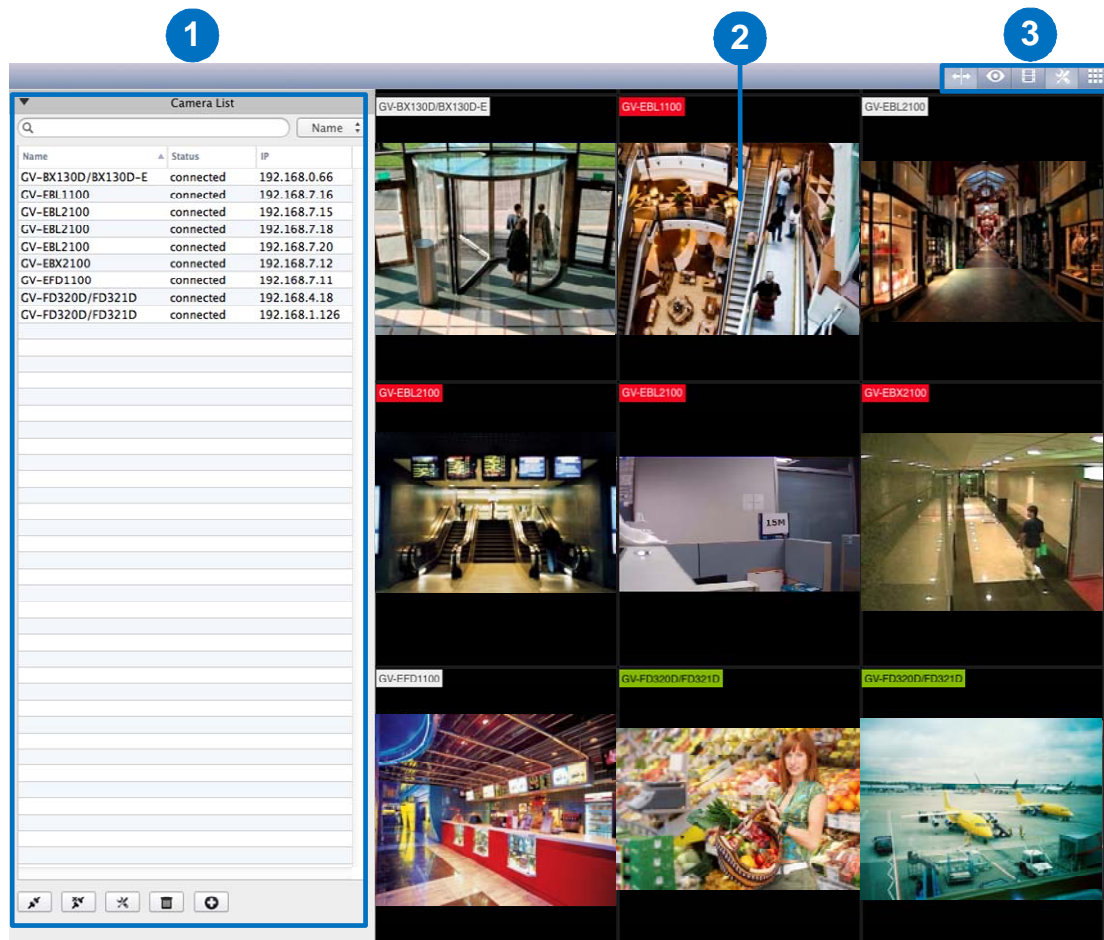 1
2
3
Camera List
Name
Name Status IP
GV-BX130D/BX130D-E connected 192.168.0.66
GV-EBL1100 connected 192.168.7.16
GV-EBL2100 connected 192.168.7.15
GV-EBL2100 connected 192.168.7.18
GV-EBL2100 connected 192.168.7.20
GV-EBX2100 connected 192.168.7.12
GV-EFD1100 connected 192.168.7.11
GV-FD320D/FD321D connected 192.168.4.18
GV-FD320D/FD321D connected 192.168.1.126
GV-BX130D/BX130D-E
GV-EBL1100
GV-EBL2100
GV-EBL2100
GV-EBL2100
GV-EBX2100
15M
GV-EFD1100
GV-FD320D/FD321D
GV-FD320D/FD321D